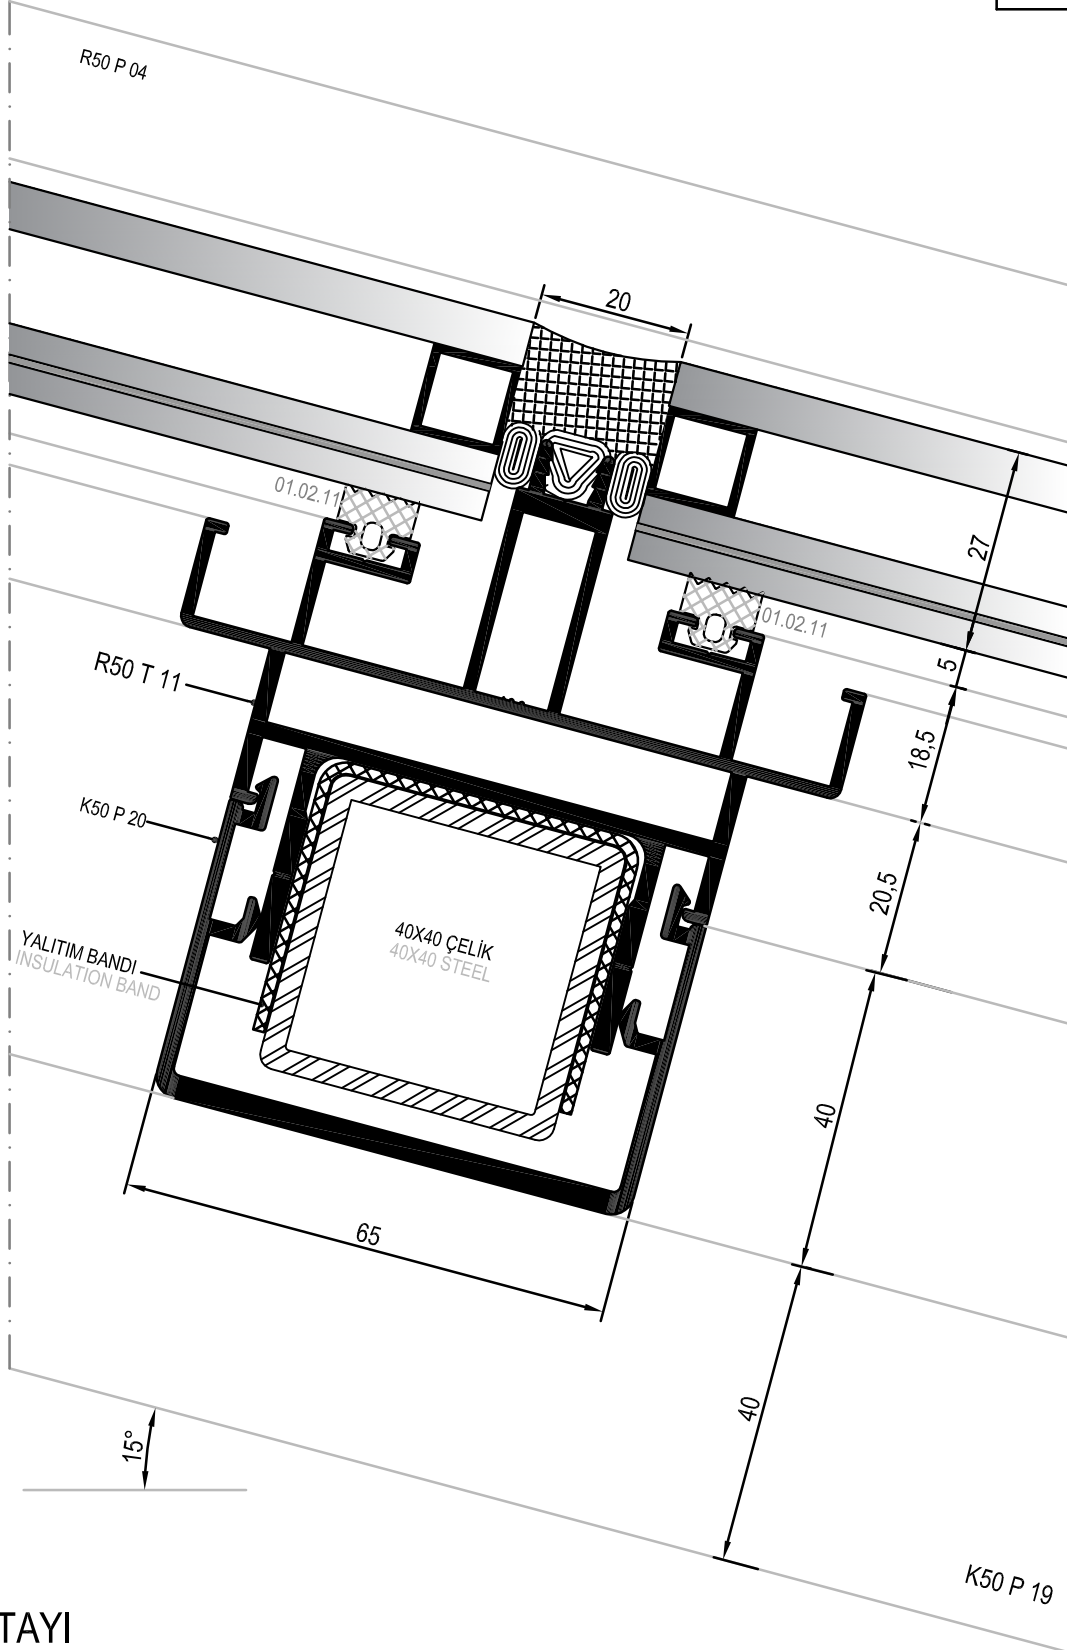 R50 P 04
20
01.02.11
27
01.02.11
5
R50 T 11
18,5
K50 P 20
20,5
40X40 ÇELİK
40X40 STEEL
YALITIM BANDI
INSULATION BAND
40
65
40
15°
K50 P 19
TAYI